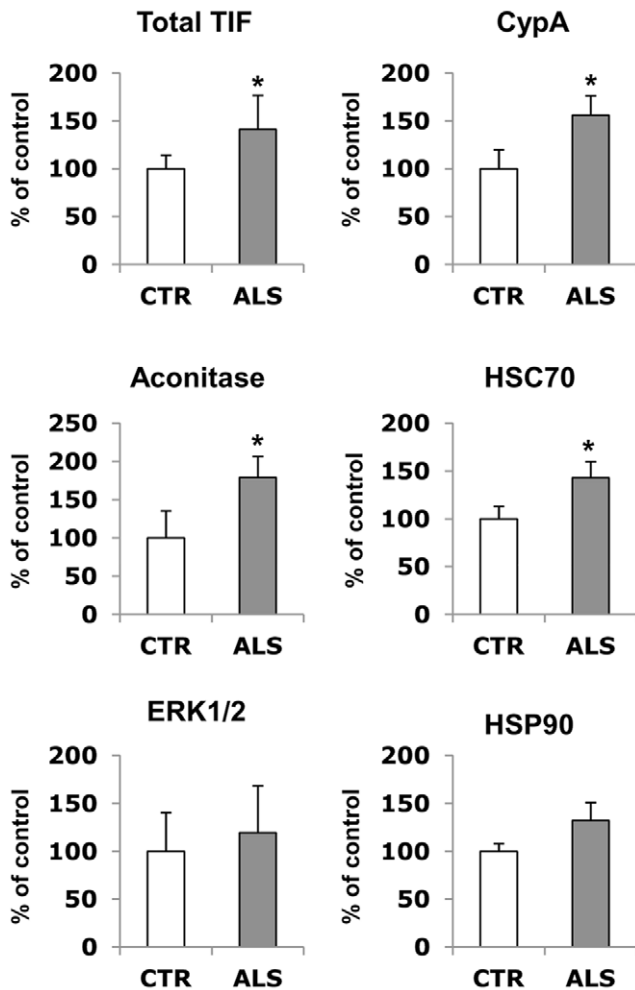 Total TIF
% of control
200
150
100
50
0
*
CTR ALS
CypA
% of control
200
150
100
50
0
*
CTR ALS
Aconitase
% of control
250
200
150
100
50
0
*
CTR ALS
HSC70
% of control
200
150
100
50
0
*
CTR ALS
ERK1/2
% of control
200
150
100
50
0
CTR ALS
HSP90
% of control
200
150
100
50
0
CTR ALS